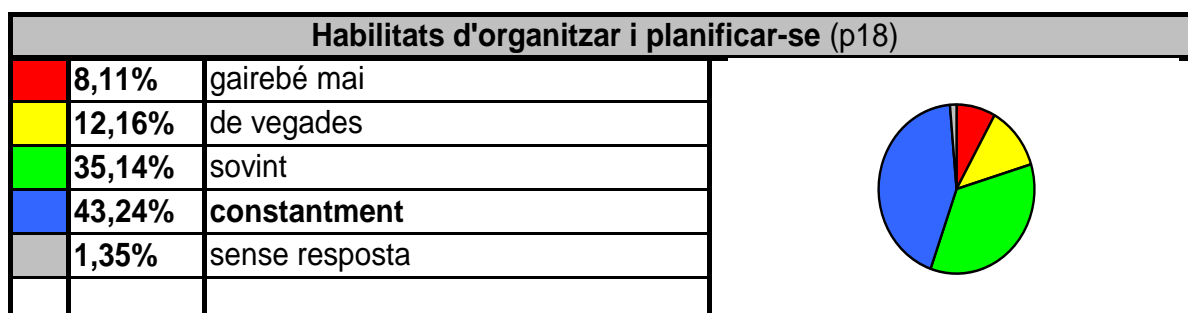 Habilitats d'organitzar i planificar-se (p18)
8,11% gairebé mai
12,16% de vegades
35,14% sovint
43,24% constantment
1,35% sense resposta